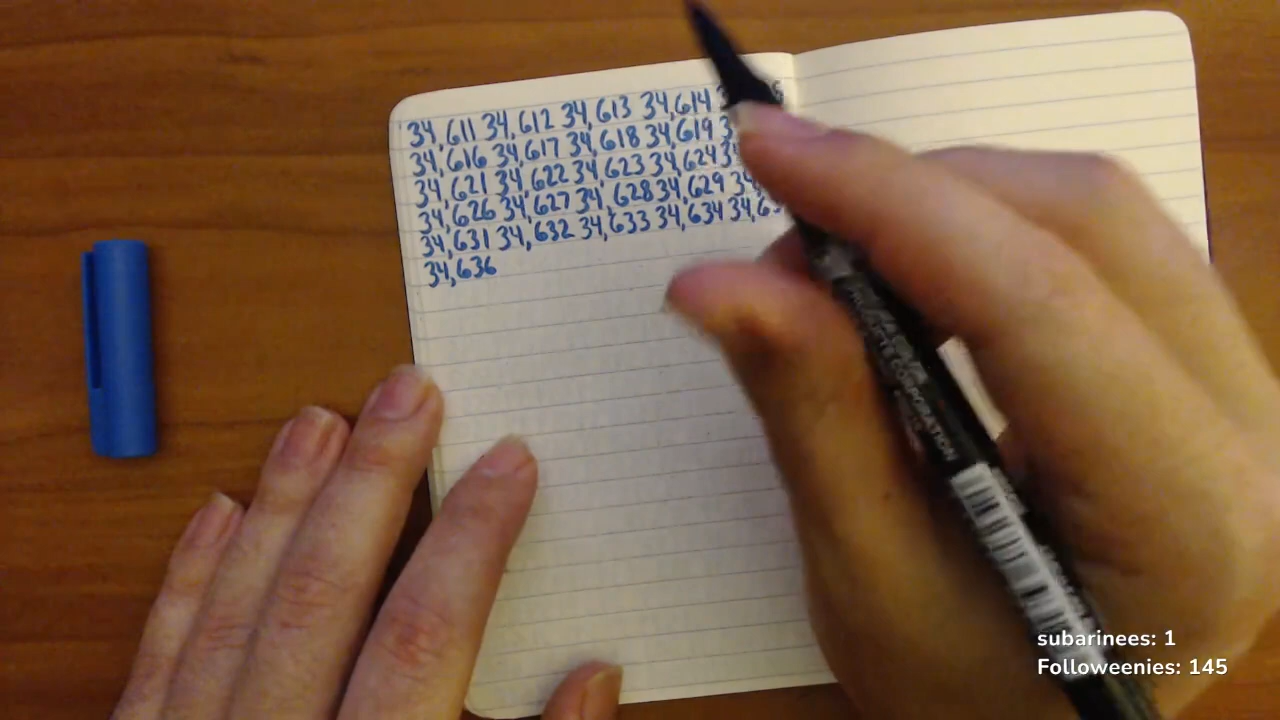 34,611 34,612 34,613 34,614
34,616 34,617 34,618 34,619
34,621 34,622 34,623 34,624
34,626 34,627 34,628 34,629
34,631 34,632 34,633 34,634
34,636
CORPORATION
subarinees: 1
Followeenies: 145